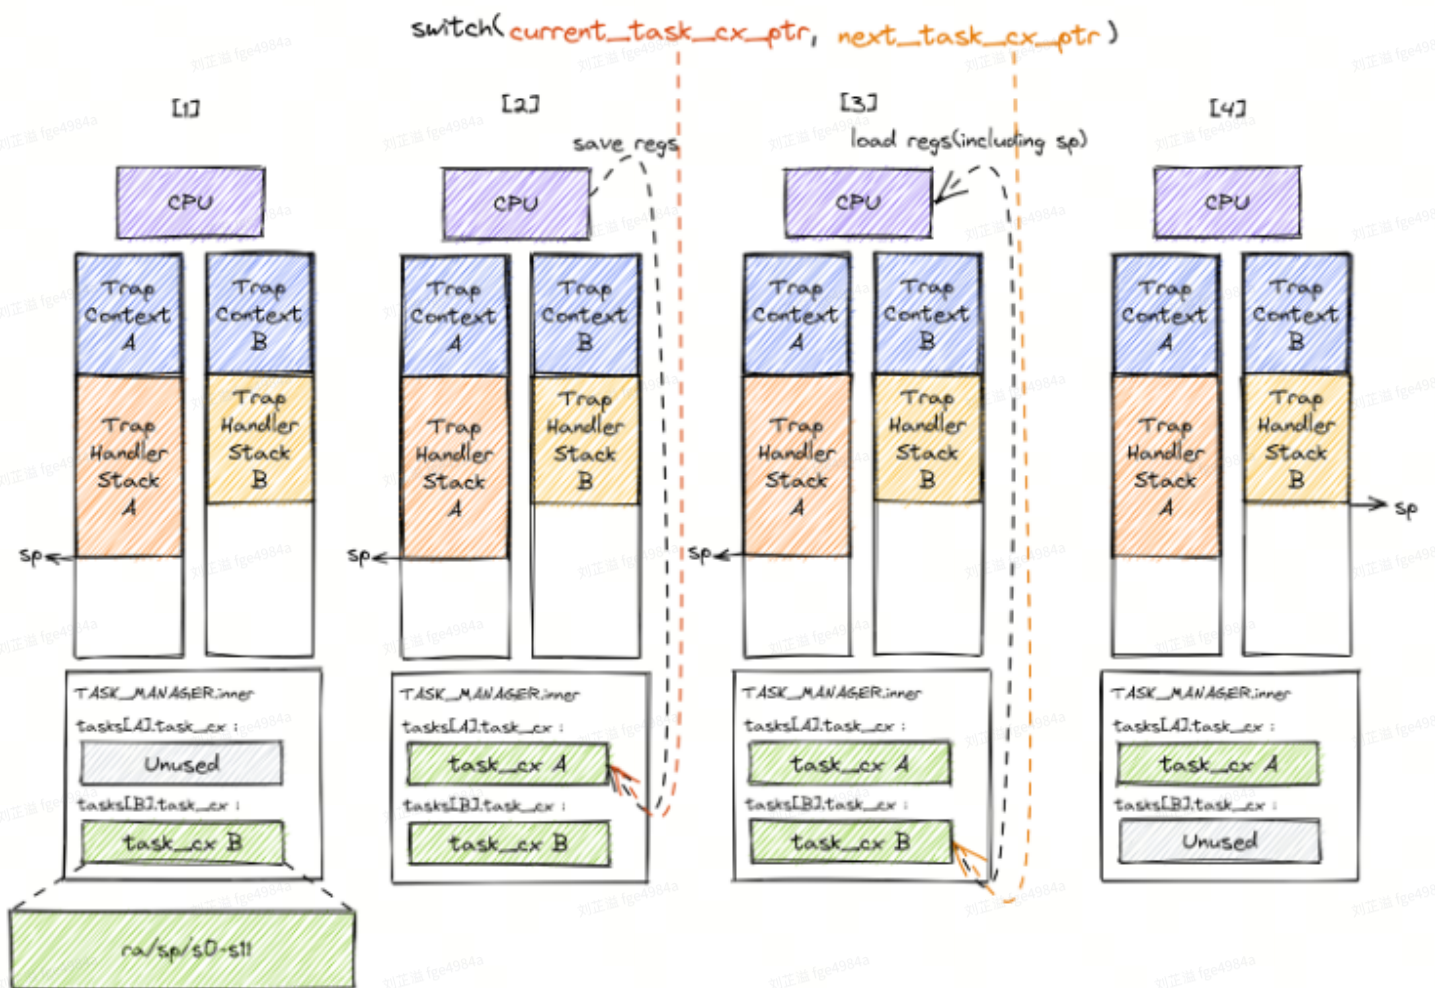 switch(current_task_cx_ptr, next_task_cx_ptr)
[1]
[2]
[3]
[4]
save regs
load regs(including sp)
CPU
CPU
CPU
CPU
Trap
Context
A
Trap
Context
B
Trap
Handler
Stack
A
Trap
Handler
Stack
B
sp
Trap
Context
A
Trap
Context
B
Trap
Handler
Stack
A
Trap
Handler
Stack
B
sp
Trap
Context
A
Trap
Context
B
Trap
Handler
Stack
A
Trap
Handler
Stack
B
sp
Trap
Context
A
Trap
Context
B
Trap
Handler
Stack
A
Trap
Handler
Stack
B
sp
TASK_MANAGER.inner
tasks[A].task_cx :
Unused
tasks[B].task_cx :
task_cx B
ra/sp/s0-s11
TASK_MANAGER.inner
tasks[A].task_cx :
task_cx A
tasks[B].task_cx :
task_cx B
TASK_MANAGER.inner
tasks[A].task_cx :
task_cx A
tasks[B].task_cx :
task_cx B
TASK_MANAGER.inner
tasks[A].task_cx :
task_cx A
tasks[B].task_cx :
Unused